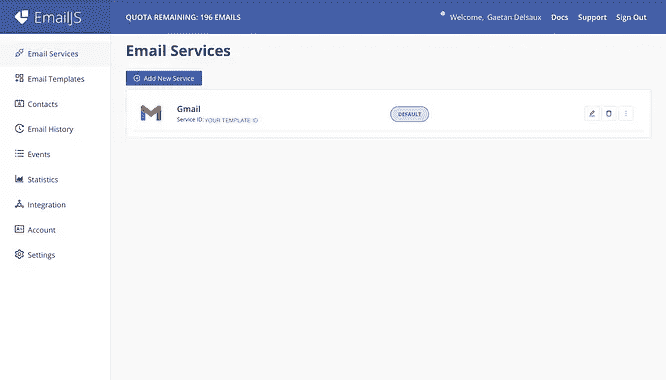 EmailJS
QUOTA REMAINING: 196 EMAILS
Welcome, Gaetan Delsaux
Docs
Support
Sign Out
Email Services
Email Templates
Contacts
Email History
Events
Statistics
Integration
Account
Settings
Email Services
Add New Service
Gmail
Service ID: YOUR TEMPLATE ID
DEFAULT